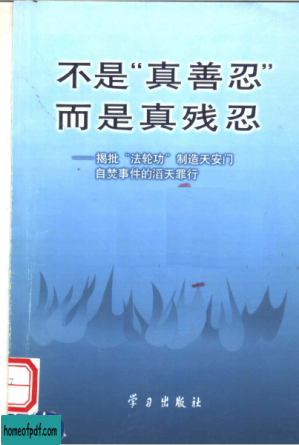 不是“真善忍”
而是真残忍
——揭批“法轮功”制造天安门
自焚事件的滔天罪行
学习出版社
homeofpdf.com